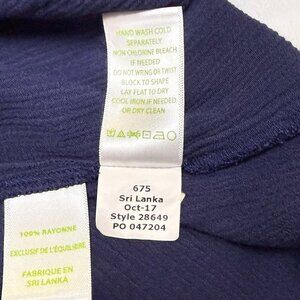 HAND WASH COLD
SEPARATELY
NON CHLORINE BLEACH
IF NEEDED
DO NOT WRING OR TWIST
BLOCK TO SHAPE
LAY FLAT TO DRY
COOL IRON IF NEEDED
OR DRY CLEAN
675
Sri Lanka
Oct-17
Style 28649
PO 047204
100% RAYONNE
EXCLUSIF DE L'ÉQUILIBRE
FABRIQUÉ EN
SRI LANKA